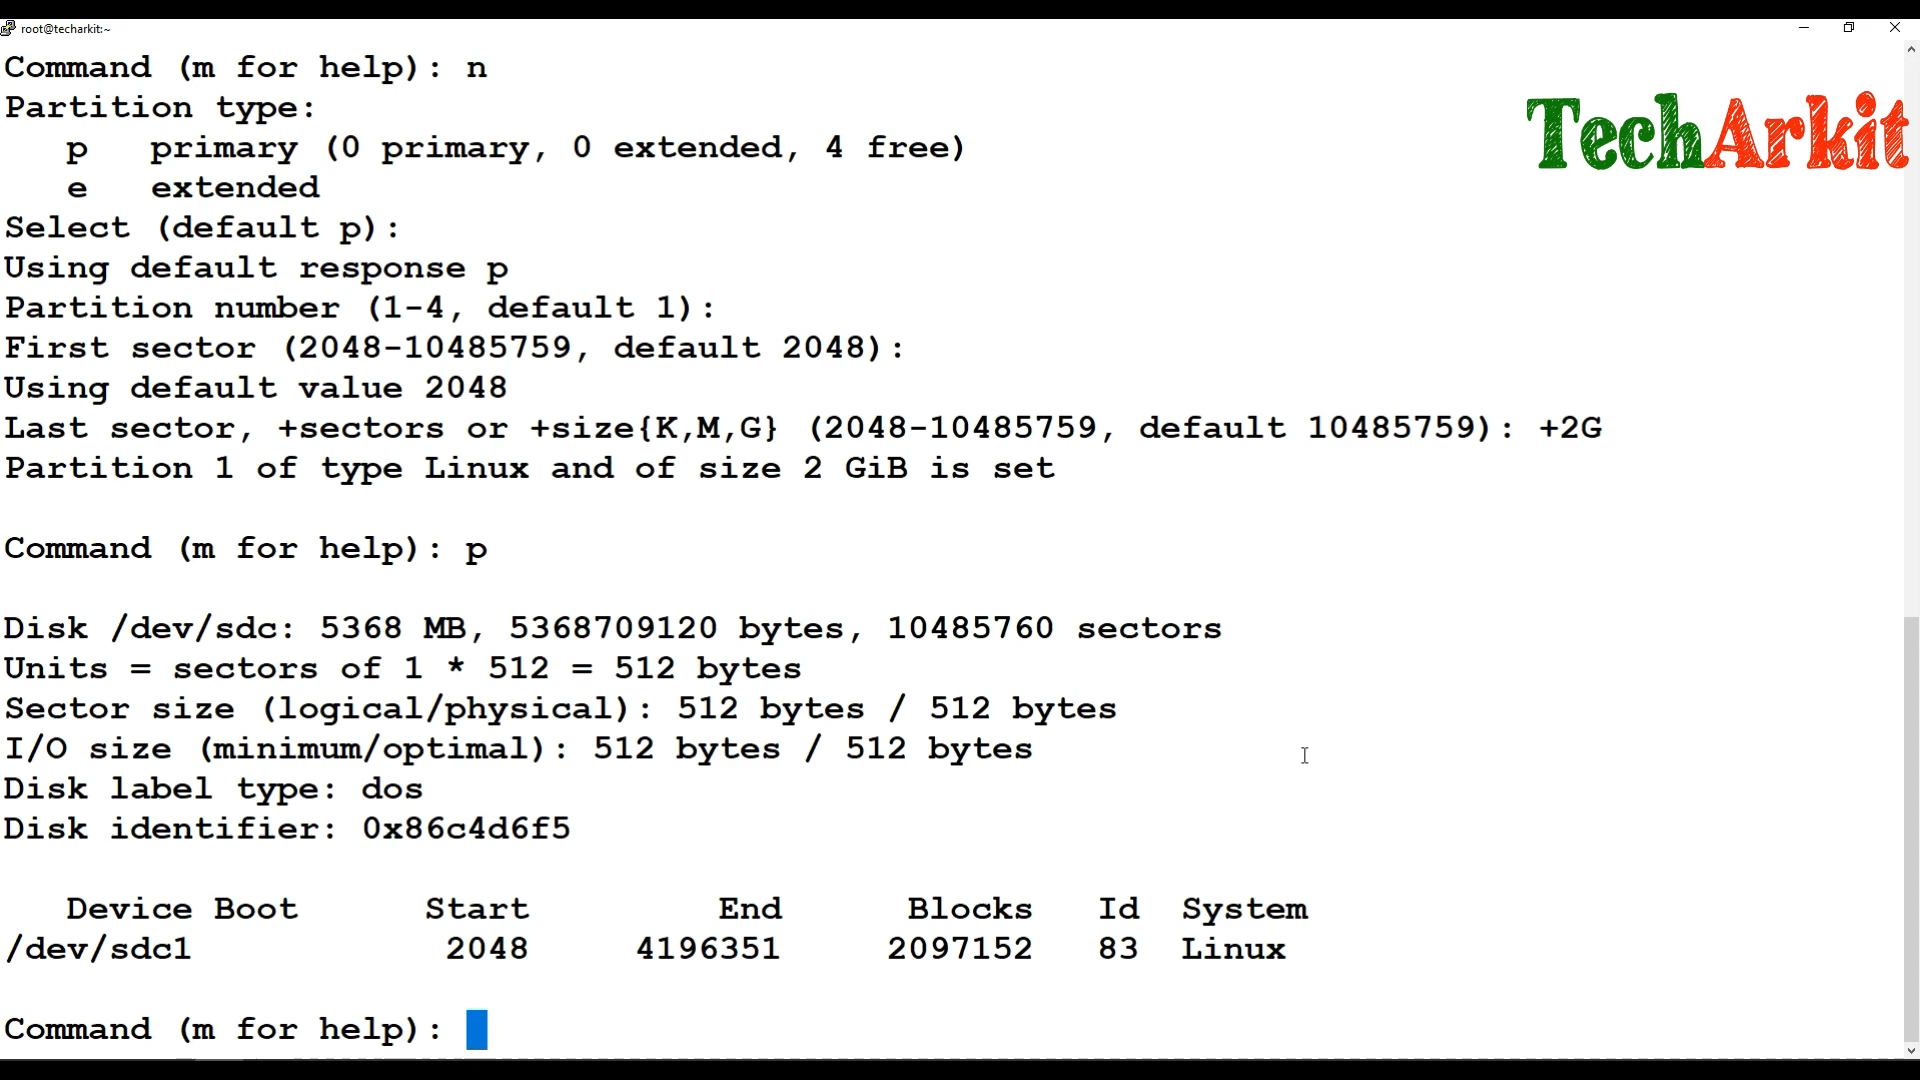 root@techarkit:~
Command (m for help): n
TechArkit
Partition type:
   p   primary (0 primary, 0 extended, 4 free)
   e   extended
Select (default p):
Using default response p
Partition number (1-4, default 1):
First sector (2048-10485759, default 2048):
Using default value 2048
Last sector, +sectors or +size{K,M,G} (2048-10485759, default 10485759): +2G
Partition 1 of type Linux and of size 2 GiB is set
Command (m for help): p
Disk /dev/sdc: 5368 MB, 5368709120 bytes, 10485760 sectors
Units = sectors of 1 * 512 = 512 bytes
Sector size (logical/physical): 512 bytes / 512 bytes
I/O size (minimum/optimal): 512 bytes / 512 bytes
Disk label type: dos
Disk identifier: 0x86c4d6f5
   Device Boot      Start         End      Blocks   Id  System
/dev/sdc1            2048     4196351     2097152   83  Linux
Command (m for help):